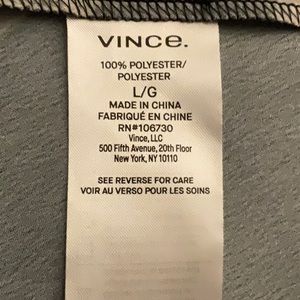 VINCE.
100% POLYESTER/
POLYESTER
L/G
MADE IN CHINA
FABRIQUÉ EN CHINE
RN#106730
Vince, LLC
500 Fifth Avenue, 20th Floor
New York, NY 10110
SEE REVERSE FOR CARE
VOIR AU VERSO POUR LES SOINS